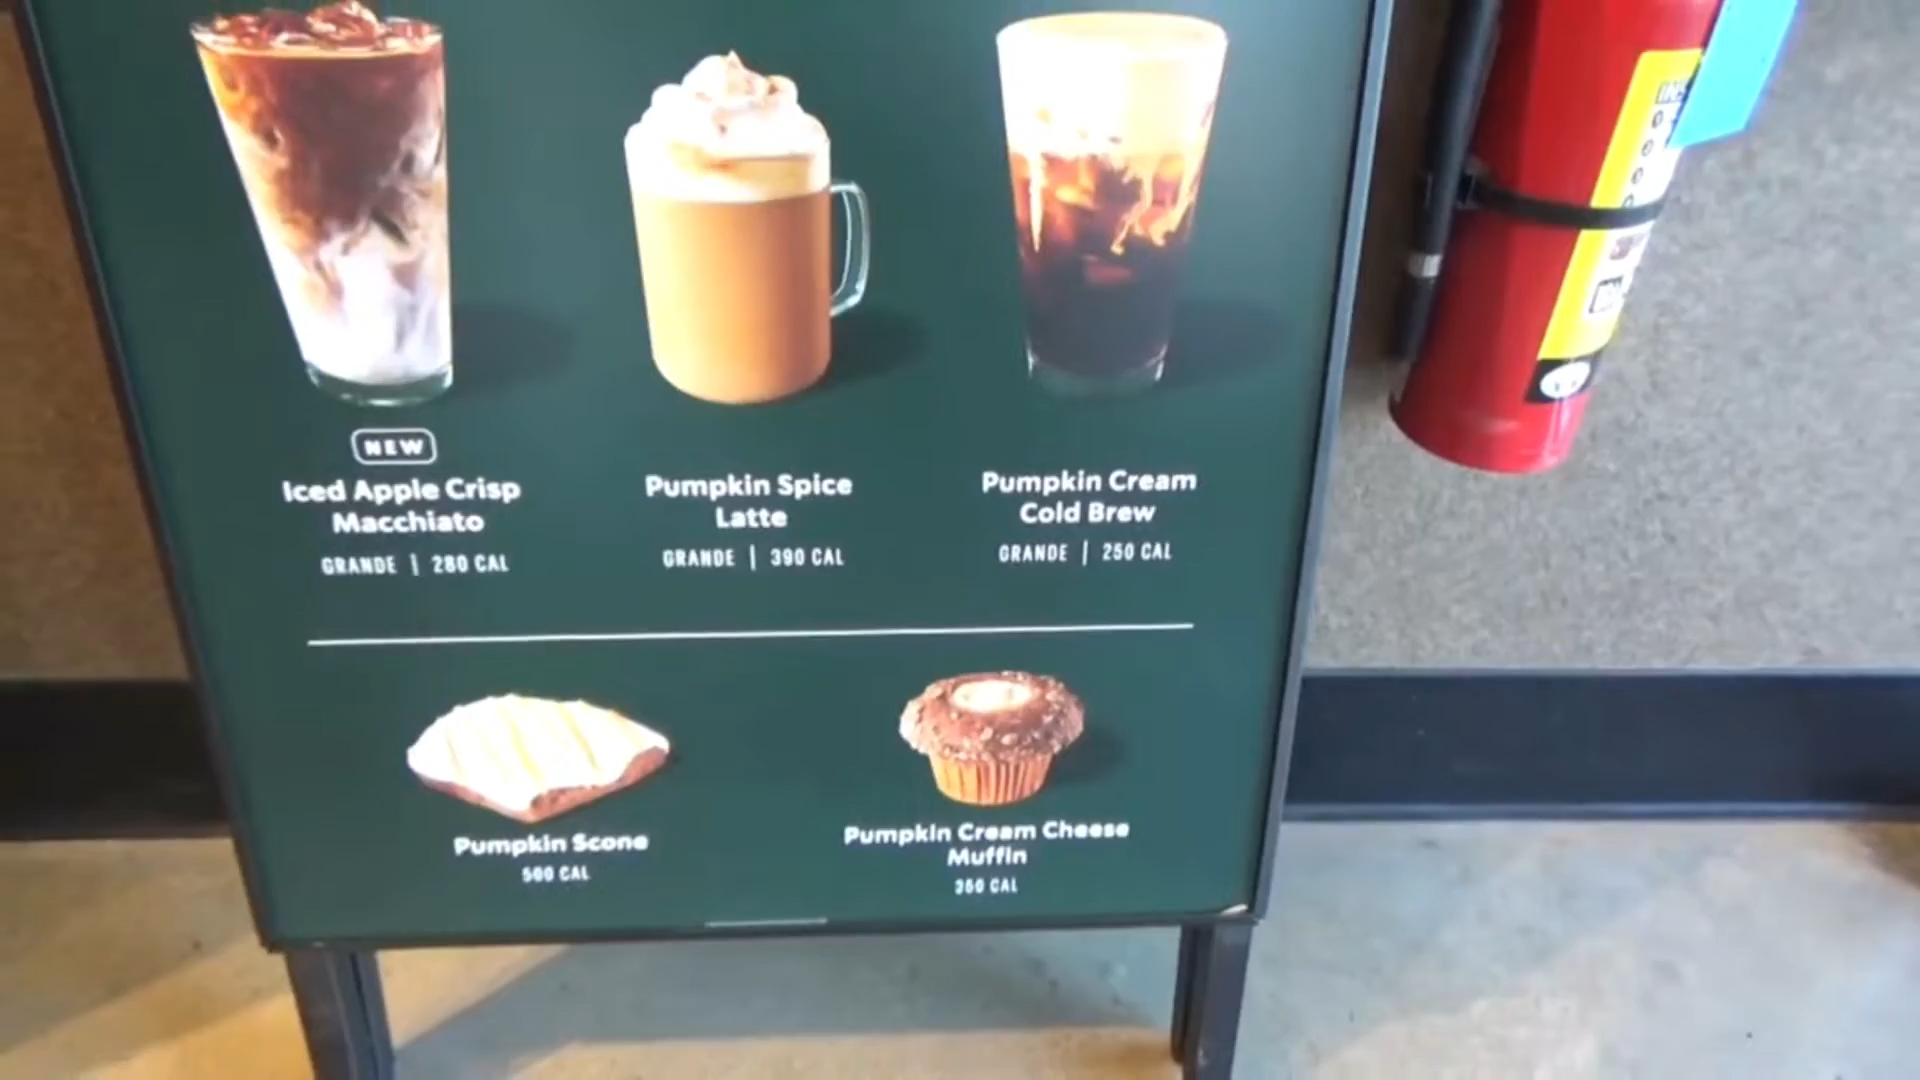 NEW
Iced Apple Crisp
Macchiato
GRANDE | 280 CAL
Pumpkin Spice
Latte
GRANDE | 390 CAL
Pumpkin Cream
Cold Brew
GRANDE | 250 CAL
Pumpkin Scone
500 CAL
Pumpkin Cream Cheese
Muffin
350 CAL
INS